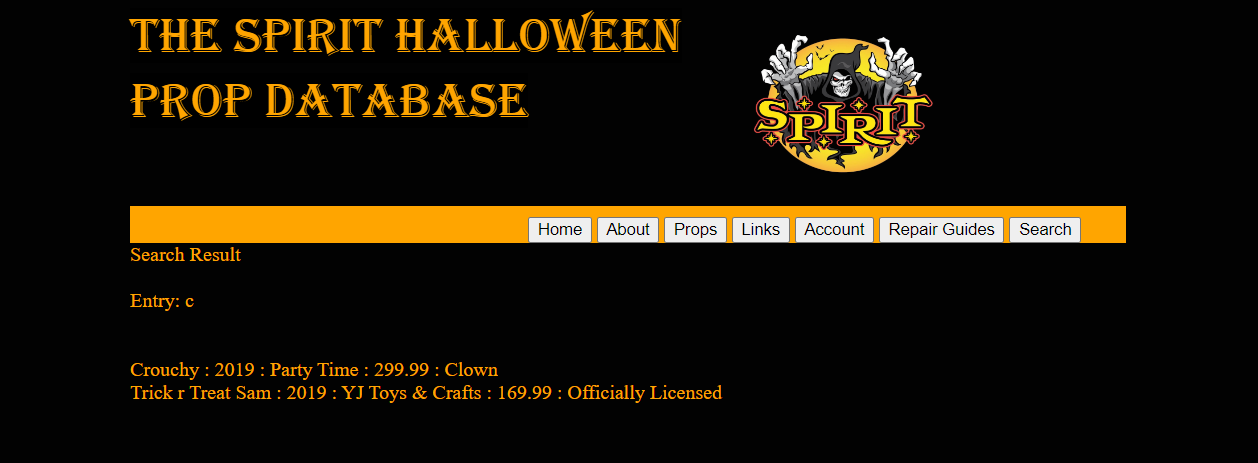 THE SPIRIT HALLOWEEN
PROP DATABASE
SPIRIT
Home About Props Links Account Repair Guides Search
Search Result
Entry: c
Crouchy : 2019 : Party Time : 299.99 : Clown
Trick r Treat Sam : 2019 : YJ Toys & Crafts : 169.99 : Officially Licensed